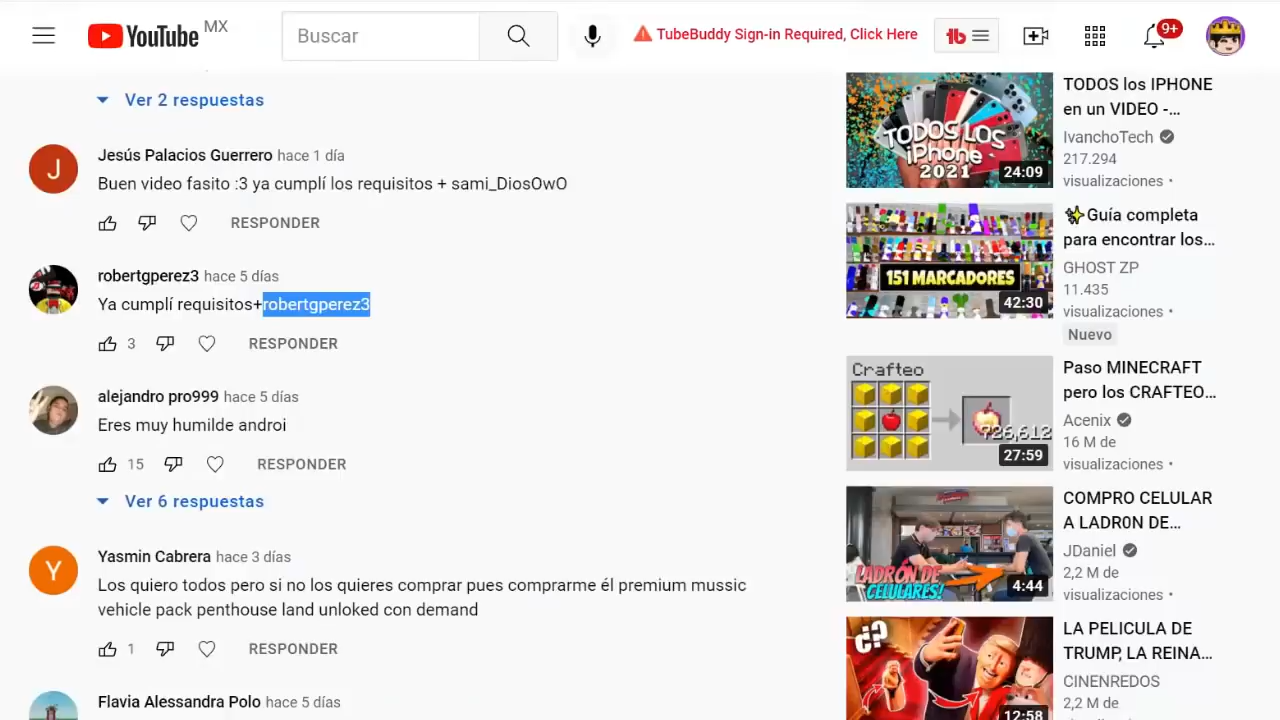 YouTube MX
Buscar
TubeBuddy Sign-in Required, Click Here
tb
9+
Ver 2 respuestas
Jesús Palacios Guerrero hace 1 día
Buen video fasito :3 ya cumplí los requisitos + sami_DiosOwO
RESPONDER
robertgperez3 hace 5 días
Ya cumplí requisitos+robertgperez3
3 RESPONDER
alejandro pro999 hace 5 días
Eres muy humilde androi
15 RESPONDER
Ver 6 respuestas
Yasmin Cabrera hace 3 días
Los quiero todos pero si no los quieres comprar pues comprarme él premium mussic
vehicle pack penthouse land unloked con demand
1 RESPONDER
Flavia Alessandra Polo hace 5 días
TODOS LOS
iPhone
2021
24:09
TODOS los IPHONE
en un VIDEO -...
IvanchoTech
217.294
visualizaciones •
151 MARCADORES
42:30
✨Guía completa
para encontrar los...
GHOST ZP
11.435
visualizaciones •
Nuevo
Crafteo
726,612
27:59
Paso MINECRAFT
pero los CRAFTEO...
Acenix
16 M de
visualizaciones •
LADRÓN DE
CELULARES!
4:44
COMPRO CELULAR
A LADR0N DE...
JDaniel
2,2 M de
visualizaciones •
¿?
12:58
LA PELICULA DE
TRUMP, LA REINA...
CINENREDOS
2,2 M de